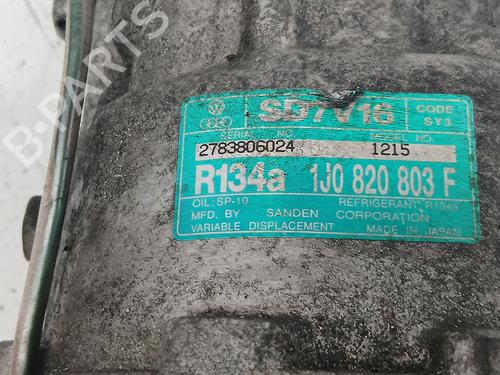 B-PARTS
SD7V16
CODE
SY3
SERIAL NO.
MODEL NO.
2783806024
1215
R134a 1J0 820 803 F
OIL: SP-10
REFRIGERANT: R134a
MFD. BY SANDEN CORPORATION
VARIABLE DISPLACEMENT
MADE IN JAPAN